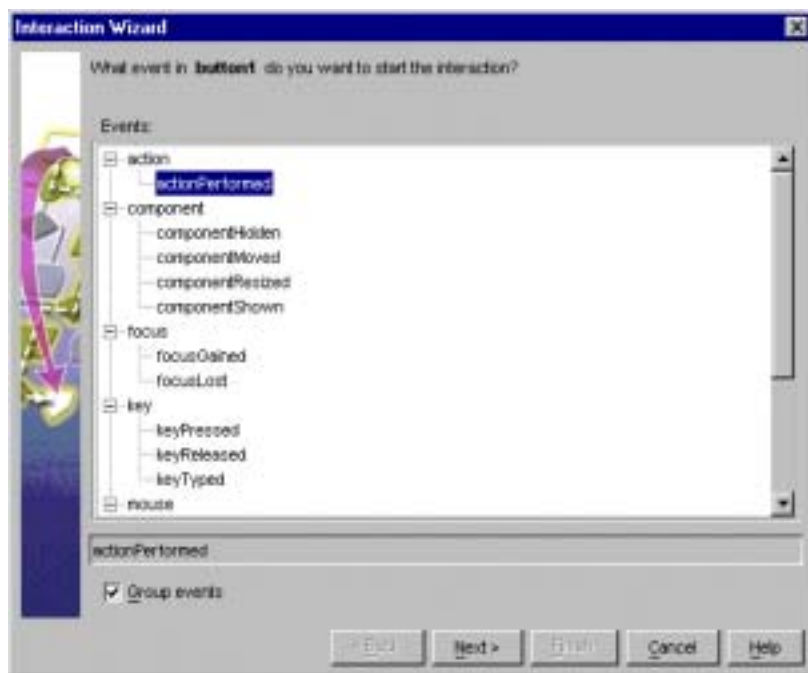 Interaction Wizard
What event in button1 do you want to start the interaction?
Events:
action
actionPerformed
component
componentHidden
componentMoved
componentResized
componentShown
focus
focusGained
focusLost
key
keyPressed
keyReleased
keyTyped
mouse
actionPerformed
Group events
< Back Next > Finish Cancel Help